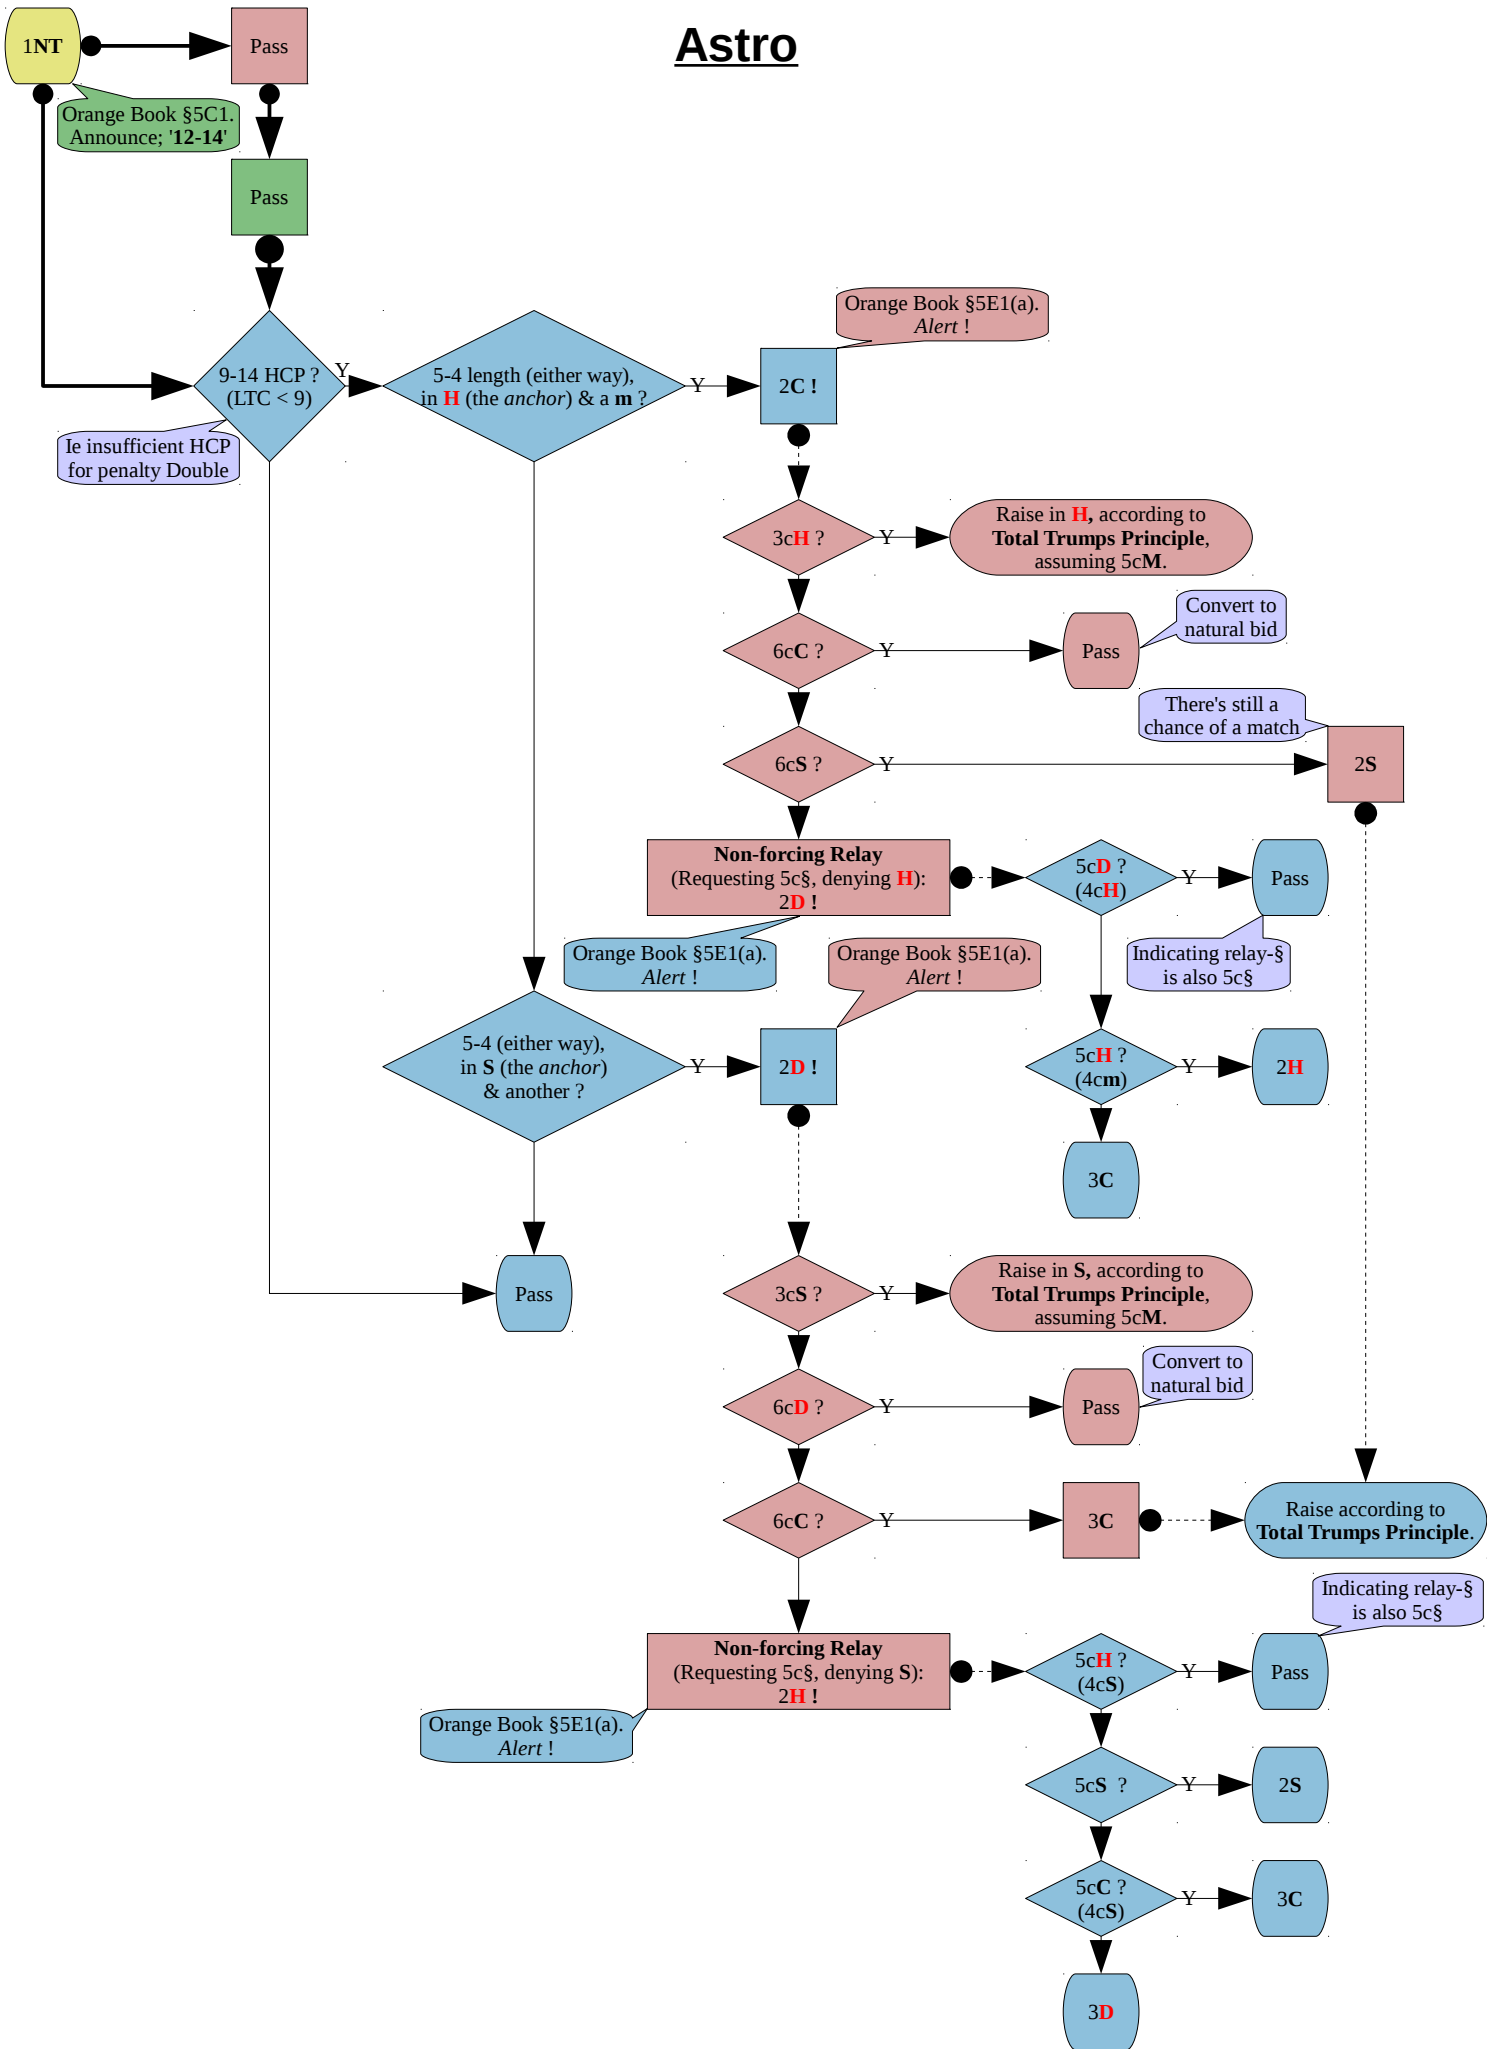 Astro
1NT
Pass
Orange Book §5C1.
Announce; '12-14'
Pass
9-14 HCP ?
(LTC < 9)
Y
Ie insufficient HCP
for penalty Double
5-4 length (either way),
in H (the anchor) & a m ?
Y
2C !
Orange Book §5E1(a).
Alert !
3cH ?
Y
Raise in H, according to
Total Trumps Principle,
assuming 5cM.
6cC ?
Y
Pass
Convert to
natural bid
6cS ?
Y
There's still a
chance of a match
2S
Non-forcing Relay
(Requesting 5c§, denying H):
2D !
Orange Book §5E1(a).
Alert !
5cD ?
(4cH)
Y
Pass
Indicating relay-§
is also 5c§
5cH ?
(4cm)
Y
2H
3C
5-4 (either way),
in S (the anchor)
& another ?
Y
2D !
Orange Book §5E1(a).
Alert !
Pass
3cS ?
Y
Raise in S, according to
Total Trumps Principle,
assuming 5cM.
6cD ?
Y
Pass
Convert to
natural bid
6cC ?
Y
3C
Raise according to
Total Trumps Principle.
Non-forcing Relay
(Requesting 5c§, denying S):
2H !
Orange Book §5E1(a).
Alert !
5cH ?
(4cS)
Y
Pass
Indicating relay-§
is also 5c§
5cS ?
Y
2S
5cC ?
(4cS)
Y
3C
3D